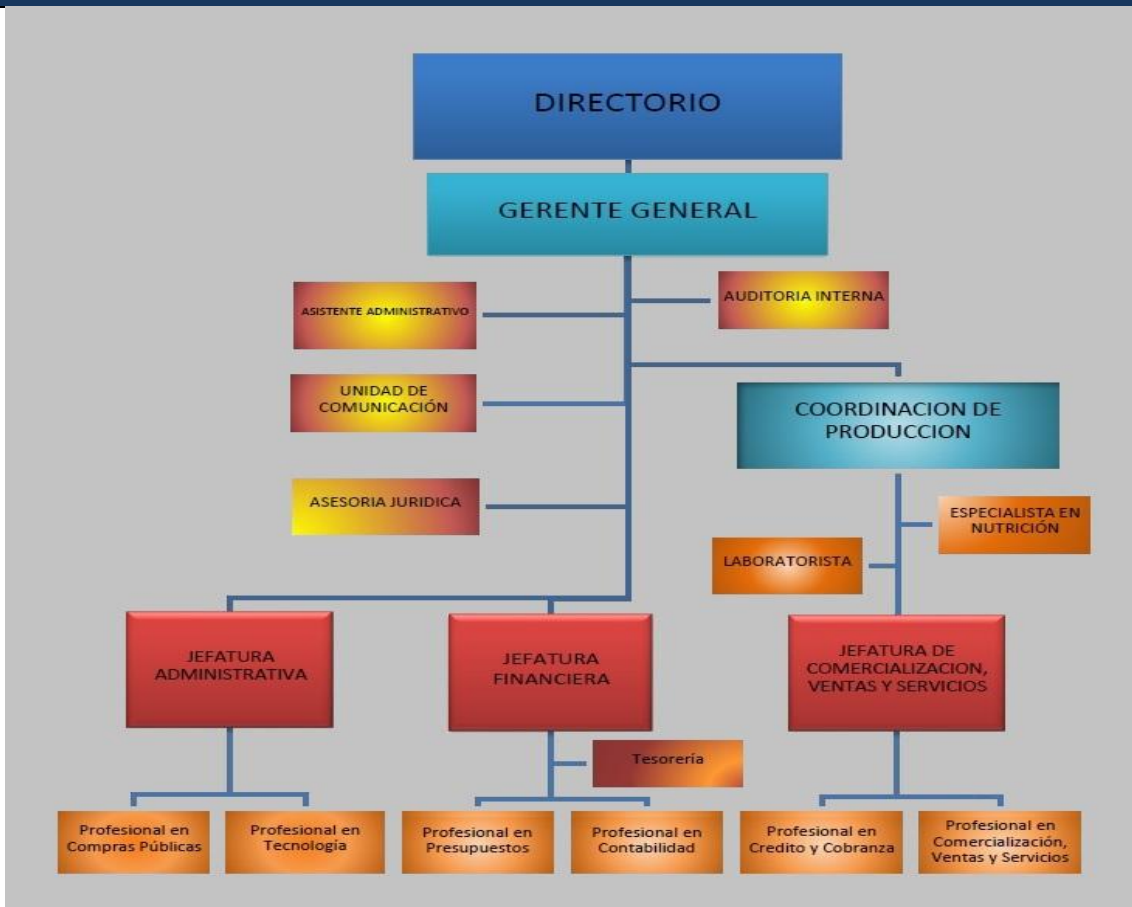 DIRECTORIO
GERENTE GENERAL
AUDITORIA INTERNA
ASISTENTE ADMINISTRATIVO
UNIDAD DE
COMUNICACIÓN
COORDINACION DE
PRODUCCION
ASESORIA JURIDICA
ESPECIALISTA EN
NUTRICIÓN
LABORATORISTA
JEFATURA
ADMINISTRATIVA
JEFATURA
FINANCIERA
JEFATURA DE
COMERCIALIZACION,
VENTAS Y SERVICIOS
Tesorería
Profesional en
Compras Públicas
Profesional en
Tecnología
Profesional en
Presupuestos
Profesional en
Contabilidad
Profesional en
Credito y Cobranza
Profesional en
Comercialización,
Ventas y Servicios